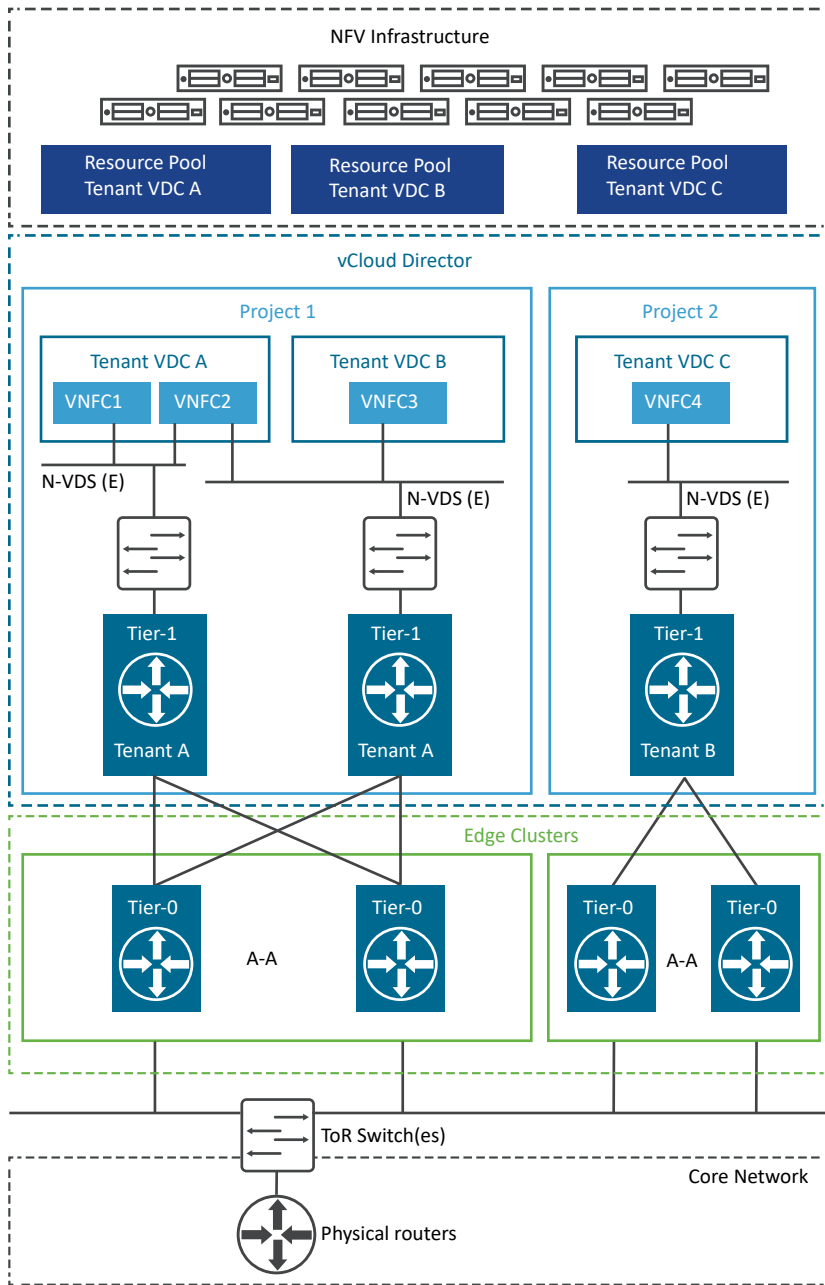 NFV Infrastructure
Resource Pool
Tenant VDC A
Resource Pool
Tenant VDC B
Resource Pool
Tenant VDC C
vCloud Director
Project 1
Project 2
Tenant VDC A
Tenant VDC B
Tenant VDC C
VNFC1
VNFC2
VNFC3
VNFC4
N-VDS (E)
N-VDS (E)
N-VDS (E)
Tier-1
Tenant A
Tier-1
Tenant A
Tier-1
Tenant B
Edge Clusters
Tier-0
A-A
Tier-0
Tier-0
A-A
Tier-0
ToR Switch(es)
Core Network
Physical routers